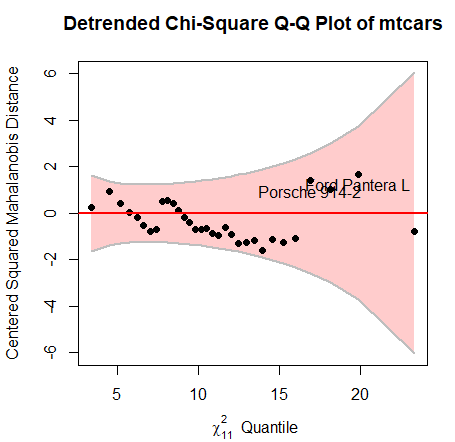 Detrended Chi-Square Q-Q Plot of mtcars
Centered Squared Mahalanobis Distance
6
4
2
0
-2
-4
-6
Ford Pantera L
Porsche 914-2
5 10 15 20
χ²₁₁ Quantile